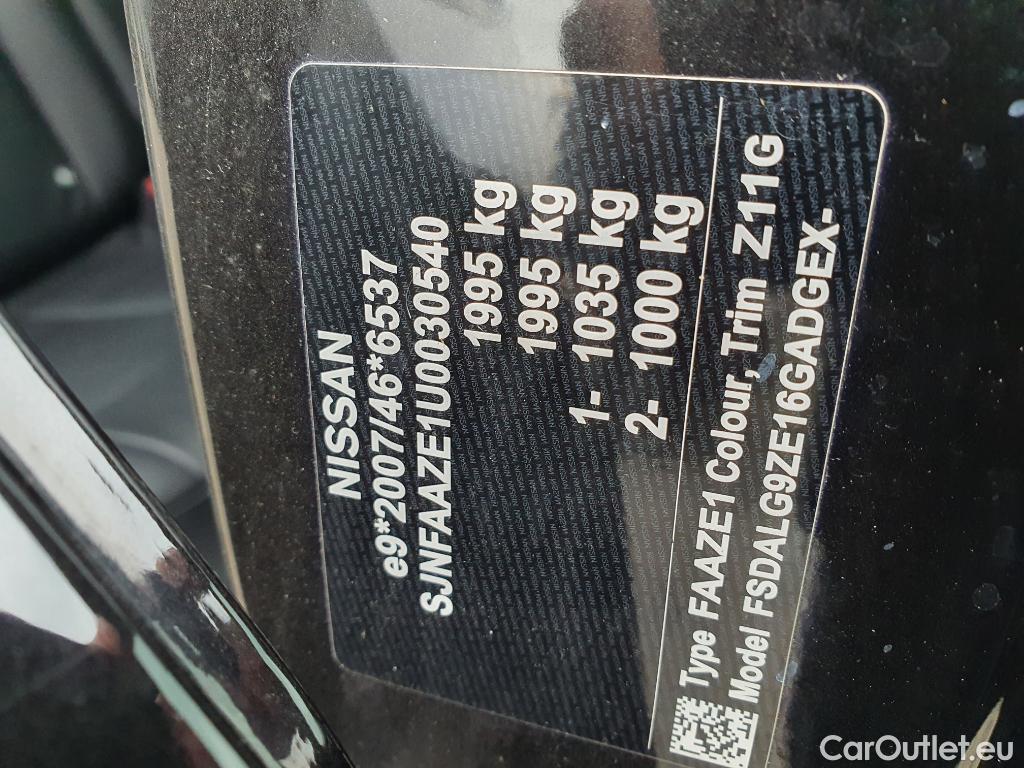 NISSAN
e9*2007/46*6537
SJNFAAZE1U0030540
1995 kg
1995 kg
1- 1035 kg
2- 1000 kg
Type FAAZE1 Colour, Trim Z11 G
Model FSDALG9ZE16GADGEX-
CarOutlet.eu